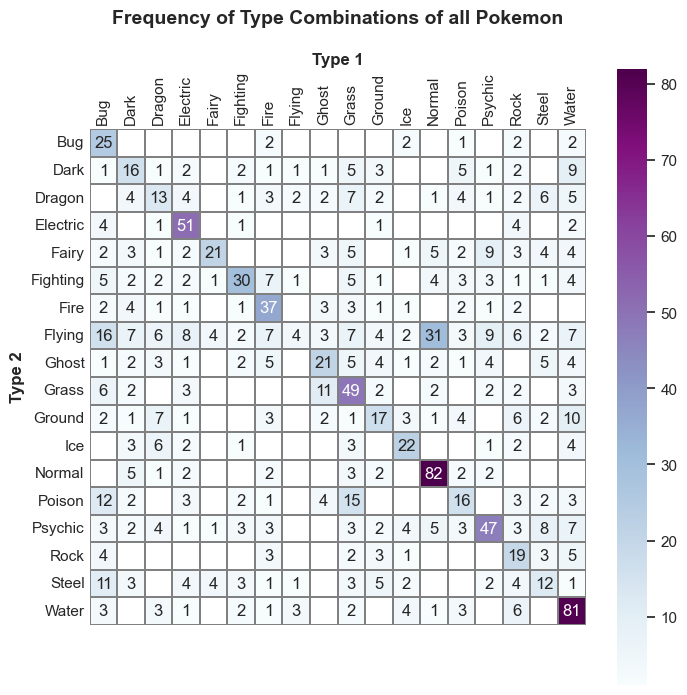 Frequency of Type Combinations of all Pokemon
Type 1
Bug Dark Dragon Electric Fairy Fighting Fire Flying Ghost Grass Ground Ice Normal Poison Psychic Rock Steel Water
Type 2
Bug 25 2 2 1 2 2
Dark 1 16 1 2 2 1 1 1 5 3 5 1 2 9
Dragon 4 13 4 1 3 2 2 7 2 1 4 1 2 6 5
Electric 4 1 51 1 1 4 2
Fairy 2 3 1 2 21 3 5 1 5 2 9 3 4 4
Fighting 5 2 2 2 1 30 7 1 5 1 4 3 3 1 1 4
Fire 2 4 1 1 1 37 3 3 1 1 2 1 2
Flying 16 7 6 8 4 2 7 4 3 7 4 2 31 3 9 6 2 7
Ghost 1 2 3 1 2 5 21 5 4 1 2 1 4 5 4
Grass 6 2 3 11 49 2 2 2 2 3
Ground 2 1 7 1 3 2 1 17 3 1 4 6 2 10
Ice 3 6 2 1 3 22 1 2 4
Normal 5 1 2 2 3 2 82 2 2
Poison 12 2 3 2 1 4 15 16 3 2 3
Psychic 3 2 4 1 1 3 3 3 2 4 5 3 47 3 8 7
Rock 4 3 2 3 1 19 3 5
Steel 11 3 4 4 3 1 1 3 5 2 2 4 12 1
Water 3 3 1 2 1 3 2 4 1 3 6 81
80
70
60
50
40
30
20
10